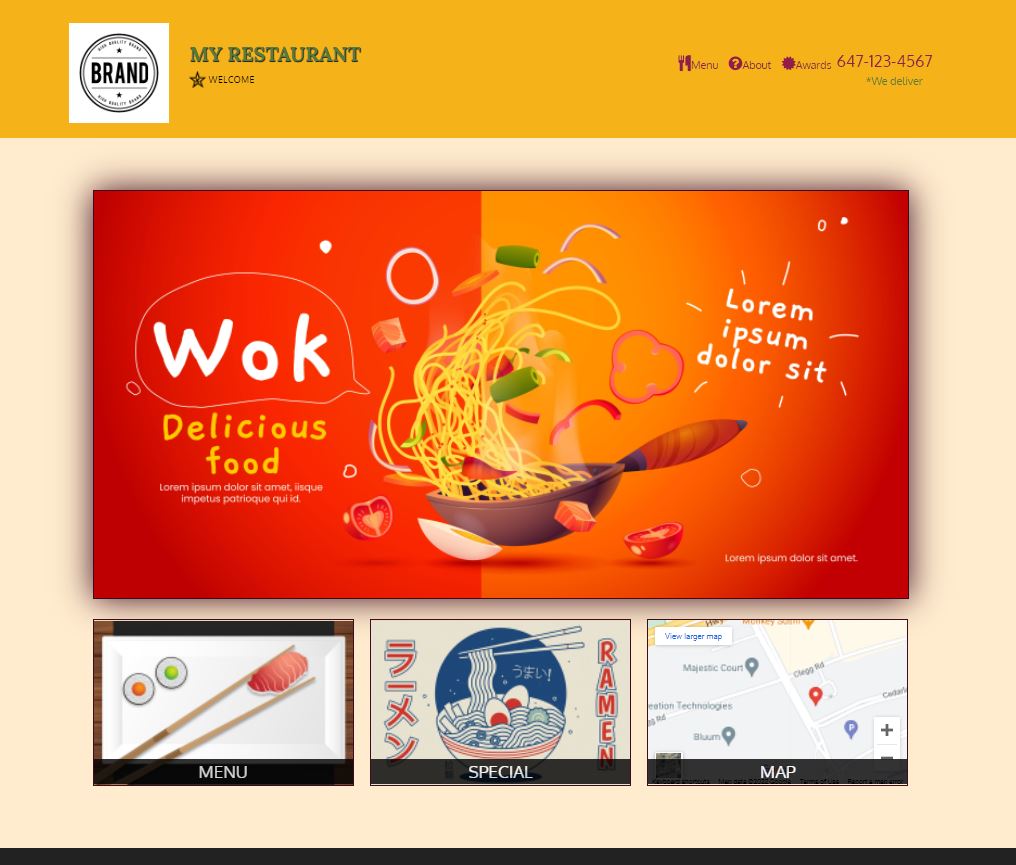 HIGH QUALITY BRAND
BRAND
HIGH QUALITY BRAND
MY RESTAURANT
WELCOME
Menu About Awards 647-123-4567
*We deliver
Wok
Delicious
food
Lorem ipsum dolor sit amet, iisque
impetus patrioque qui id.
Lorem
ipsum
dolor sit
Lorem ipsum dolor sit amet.
MENU
ラーメン
うまい!
RAMEN
SPECIAL
Monkey Sushi
View larger map
Majestic Court
Clegg Rd
eation Technologies
Bluum
Keyboard shortcuts Map data ©2022 Google Terms of Use Report a map error
MAP